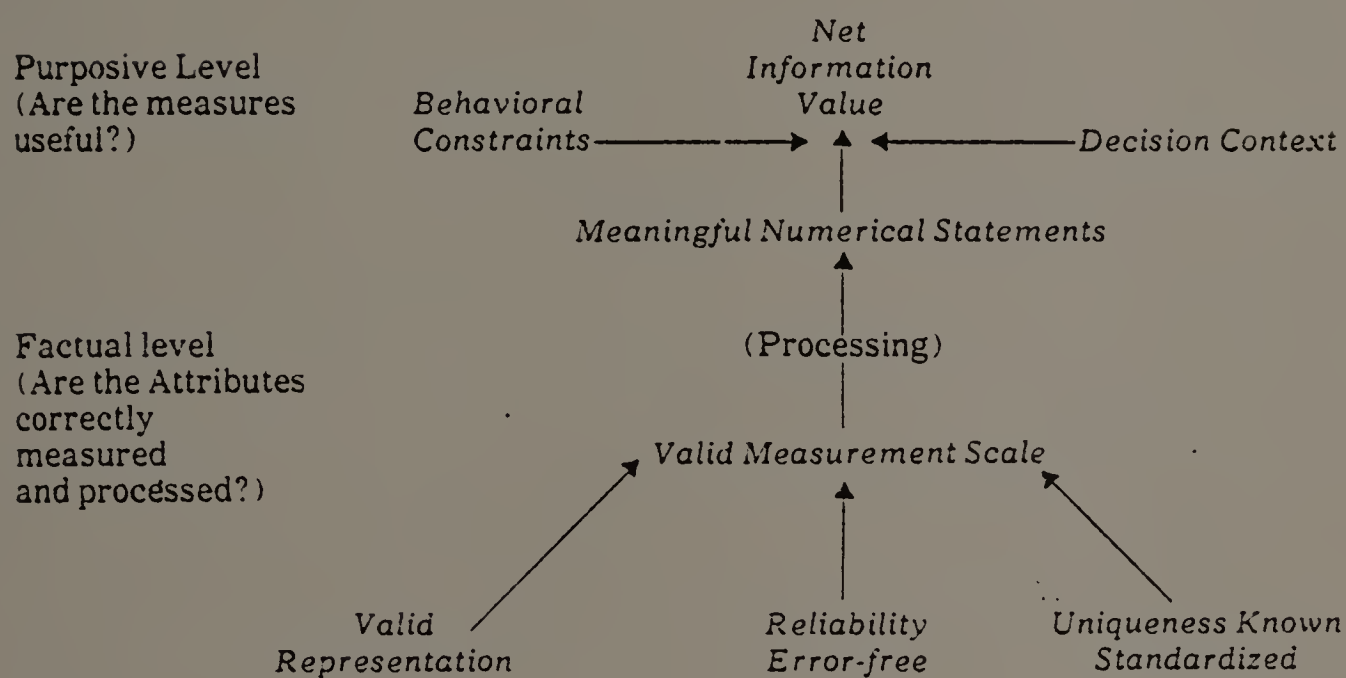 Net
Information
Value
Purposive Level
(Are the measures
useful?)
Behavioral
Constraints
Decision Context
Meaningful Numerical Statements
Factual level
(Are the Attributes
correctly
measured
and processed?)
(Processing)
Valid Measurement Scale
Valid
Representation
Reliability
Error-free
Uniqueness Known
Standardized